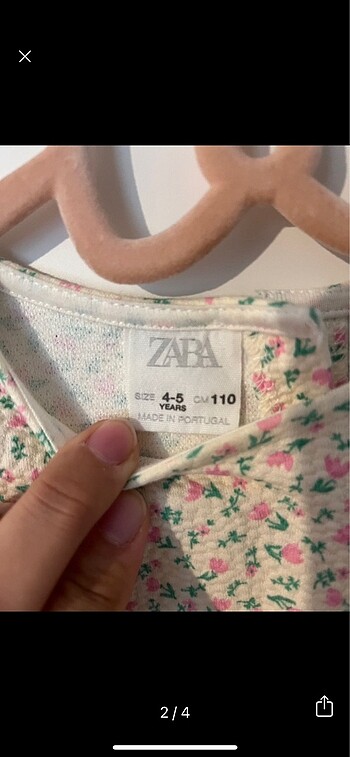 ZARA
SIZE 4-5 CM 110
YEARS
MADE IN PORTUGAL
2/4